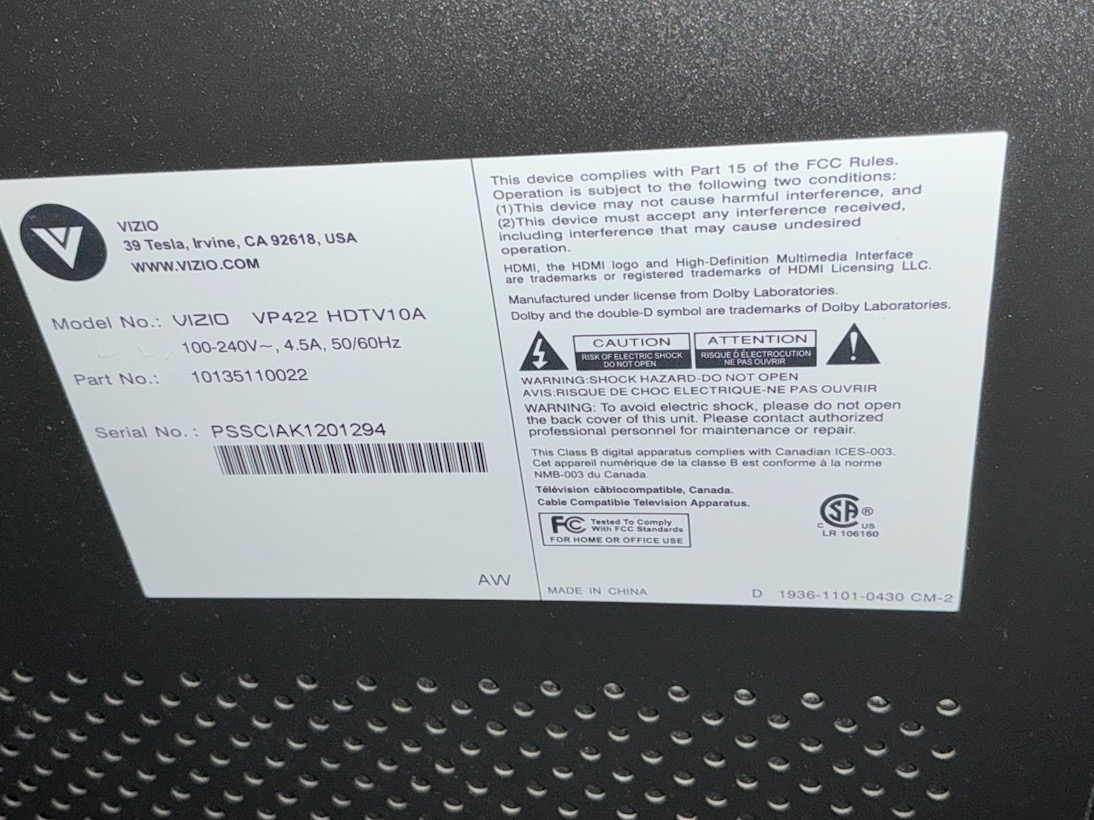 VIZIO
39 Tesla, Irvine, CA 92618, USA
WWW.VIZIO.COM
Model No.: VIZIO VP422 HDTV10A
100-240V~, 4.5A, 50/60Hz
Part No.: 10135110022
Serial No. : PSSCIAK1201294
AW
This device complies with Part 15 of the FCC Rules.
Operation is subject to the following two conditions:
(1)This device may not cause harmful interference, and
(2)This device must accept any interference received,
including interference that may cause undesired
operation.
HDMI, the HDMI logo and High-Definition Multimedia Interface
are trademarks or registered trademarks of HDMI Licensing LLC.
Manufactured under license from Dolby Laboratories.
Dolby and the double-D symbol are trademarks of Dolby Laboratories.
CAUTION
RISK OF ELECTRIC SHOCK
DO NOT OPEN
ATTENTION
RISQUE D ÉLECTROCUTION
NE PAS OUVRIR
!
WARNING:SHOCK HAZARD-DO NOT OPEN
AVIS:RISQUE DE CHOC ELECTRIQUE-NE PAS OUVRIR
WARNING: To avoid electric shock, please do not open
the back cover of this unit. Please contact authorized
professional personnel for maintenance or repair.
This Class B digital apparatus complies with Canadian ICES-003.
Cet appareil numérique de la classe B est conforme à la norme
NMB-003 du Canada.
Télévision câblocompatible, Canada.
Cable Compatible Television Apparatus.
FC Tested To Comply
With FCC Standards
FOR HOME OR OFFICE USE
SA ®
C US
LR 106160
MADE IN CHINA
D 1936-1101-0430 CM-2